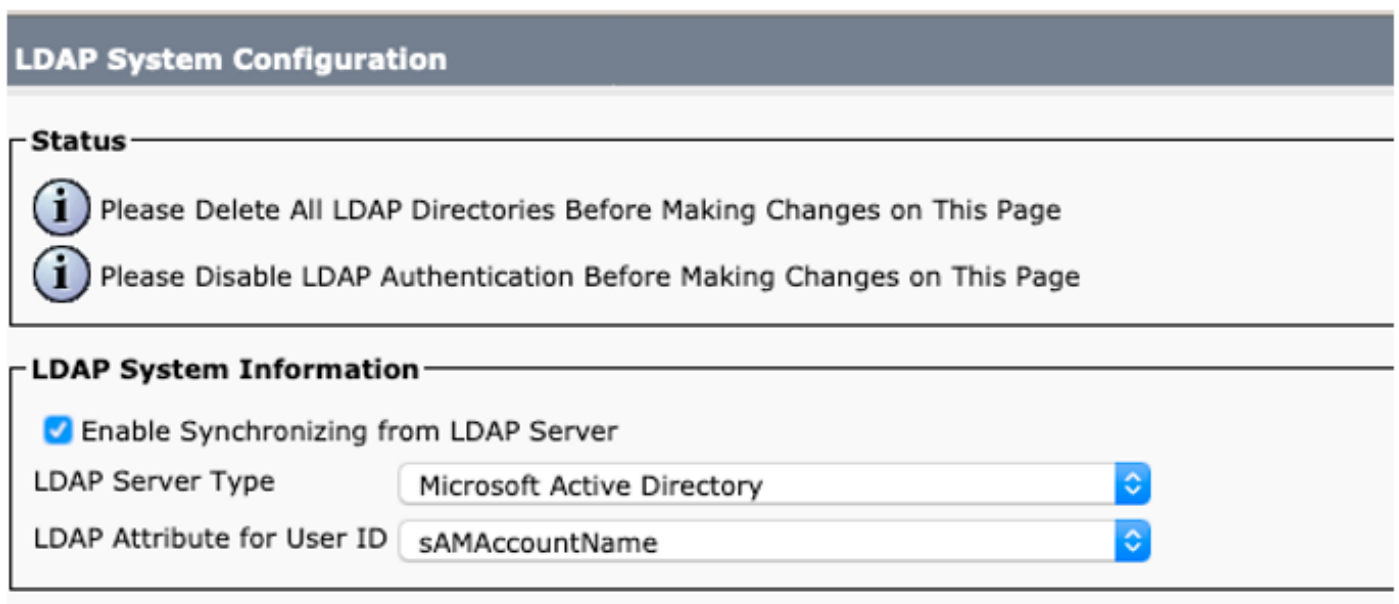 LDAP System Configuration
Status
Please Delete All LDAP Directories Before Making Changes on This Page
Please Disable LDAP Authentication Before Making Changes on This Page
LDAP System Information
Enable Synchronizing from LDAP Server
LDAP Server Type Microsoft Active Directory
LDAP Attribute for User ID sAMAccountName